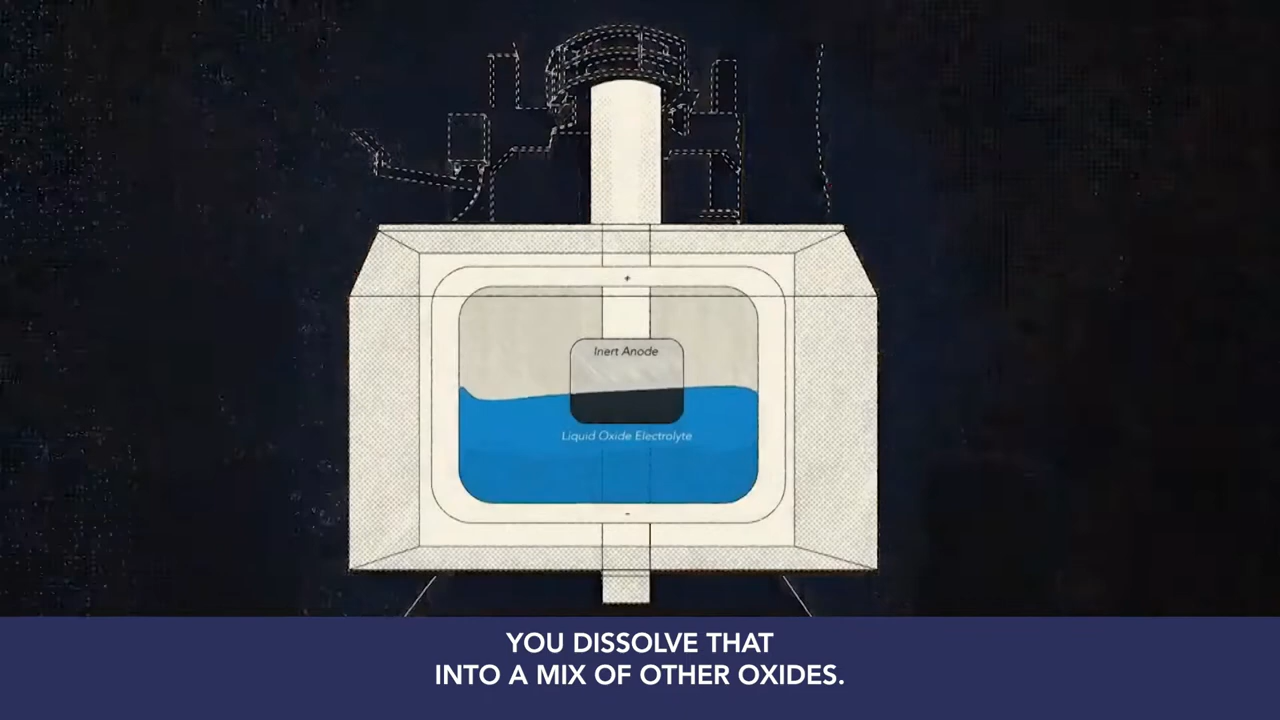 +
Inert Anode
Liquid Oxide Electrolyte
-
YOU DISSOLVE THAT
INTO A MIX OF OTHER OXIDES.